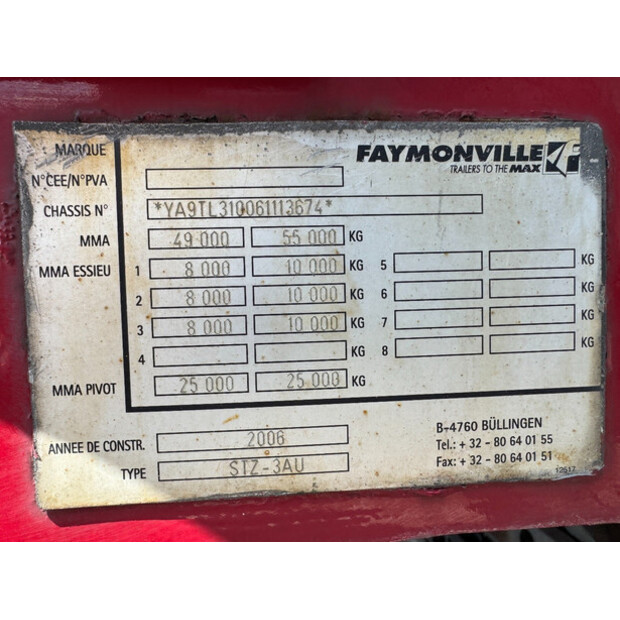 MARQUE
FAYMONVILLE
TRAILERS TO THE MAX
N°CEE/N°PVA
CHASSIS N° *YA9TL310061113674*
MMA 49 000 55 000 KG
MMA ESSIEU 1 8 000 10 000 KG 5 KG
2 8 000 10 000 KG 6 KG
3 8 000 10 000 KG 7 KG
4 KG 8 KG
MMA PIVOT 25 000 25 000 KG
ANNEE DE CONSTR. 2006
TYPE STZ-3AU
B-4760 BÜLLINGEN
Tel.: + 32 - 80 64 01 55
Fax: + 32 - 80 64 01 51
12517